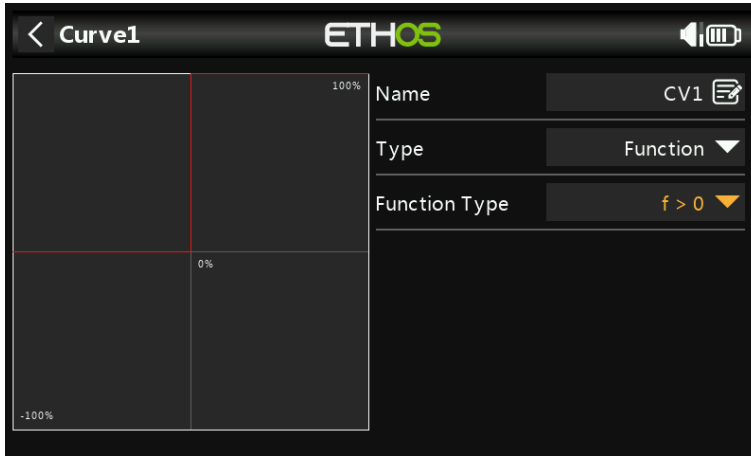 Curve1
ETHOS
100%
0%
-100%
Name CV1
Type Function
Function Type f > 0